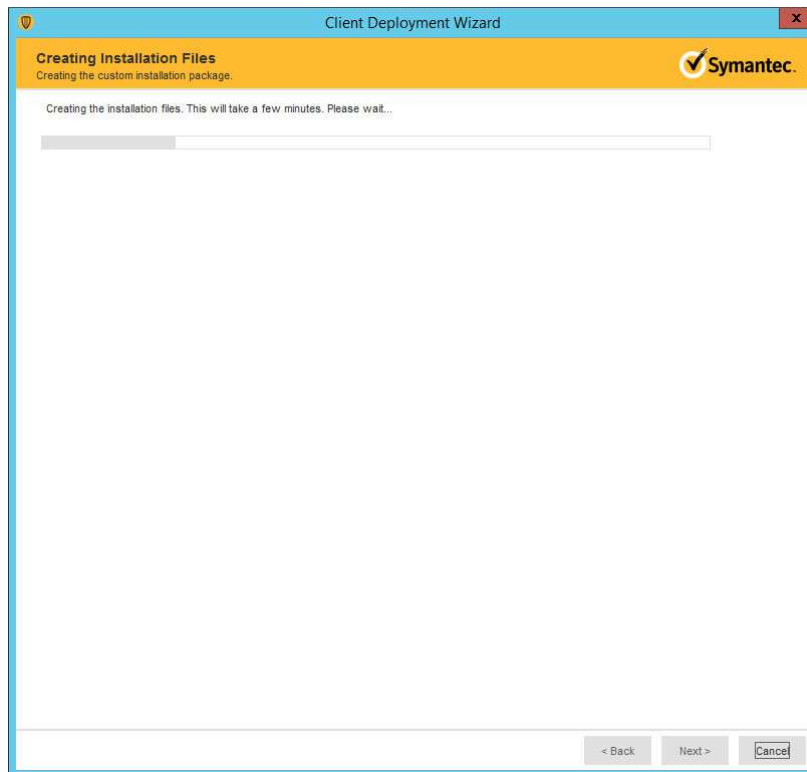 Client Deployment Wizard
x
Creating Installation Files
Creating the custom installation package.
Symantec.
Creating the installation files. This will take a few minutes. Please wait...
< Back
Next >
Cancel